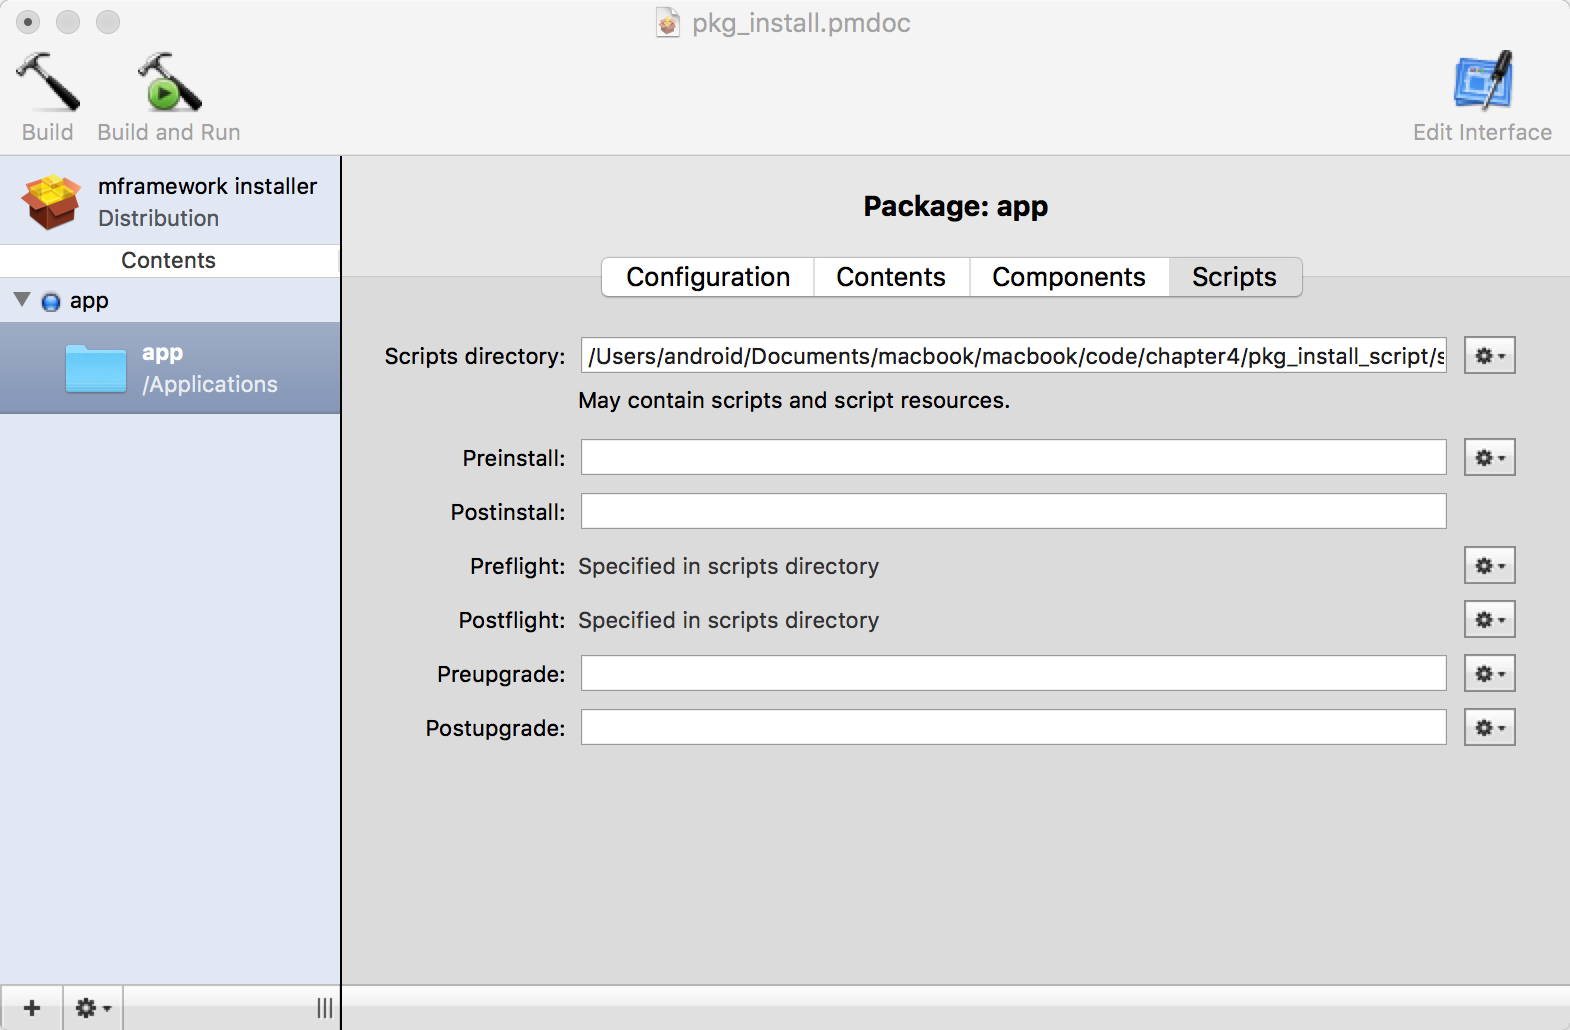 pkg_install.pmdoc
Build
Build and Run
Edit Interface
mframework installer
Distribution
Contents
app
app
/Applications
Package: app
Configuration
Contents
Components
Scripts
Scripts directory: /Users/android/Documents/macbook/macbook/code/chapter4/pkg_install_script/s
May contain scripts and script resources.
Preinstall:
Postinstall:
Preflight: Specified in scripts directory
Postflight: Specified in scripts directory
Preupgrade:
Postupgrade: